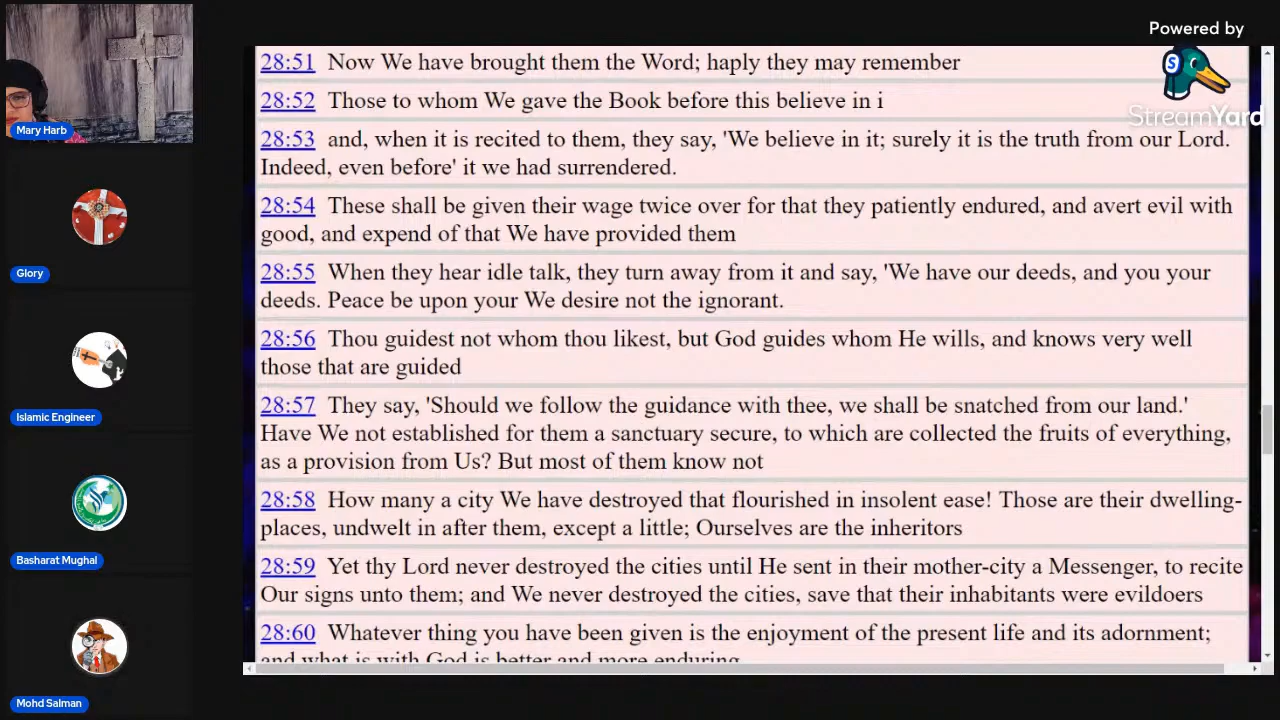 Powered by
StreamYard
Mary Harb
Glory
Islamic Engineer
Basharat Mughal
Mohd Salman
28:51 Now We have brought them the Word; haply they may remember
28:52 Those to whom We gave the Book before this believe in i
28:53 and, when it is recited to them, they say, 'We believe in it; surely it is the truth from our Lord.
Indeed, even before' it we had surrendered.
28:54 These shall be given their wage twice over for that they patiently endured, and avert evil with
good, and expend of that We have provided them
28:55 When they hear idle talk, they turn away from it and say, 'We have our deeds, and you your
deeds. Peace be upon your We desire not the ignorant.
28:56 Thou guidest not whom thou likest, but God guides whom He wills, and knows very well
those that are guided
28:57 They say, 'Should we follow the guidance with thee, we shall be snatched from our land.'
Have We not established for them a sanctuary secure, to which are collected the fruits of everything,
as a provision from Us? But most of them know not
28:58 How many a city We have destroyed that flourished in insolent ease! Those are their dwelling-
places, undwelt in after them, except a little; Ourselves are the inheritors
28:59 Yet thy Lord never destroyed the cities until He sent in their mother-city a Messenger, to recite
Our signs unto them; and We never destroyed the cities, save that their inhabitants were evildoers
28:60 Whatever thing you have been given is the enjoyment of the present life and its adornment;
and what is with God is better and more enduring